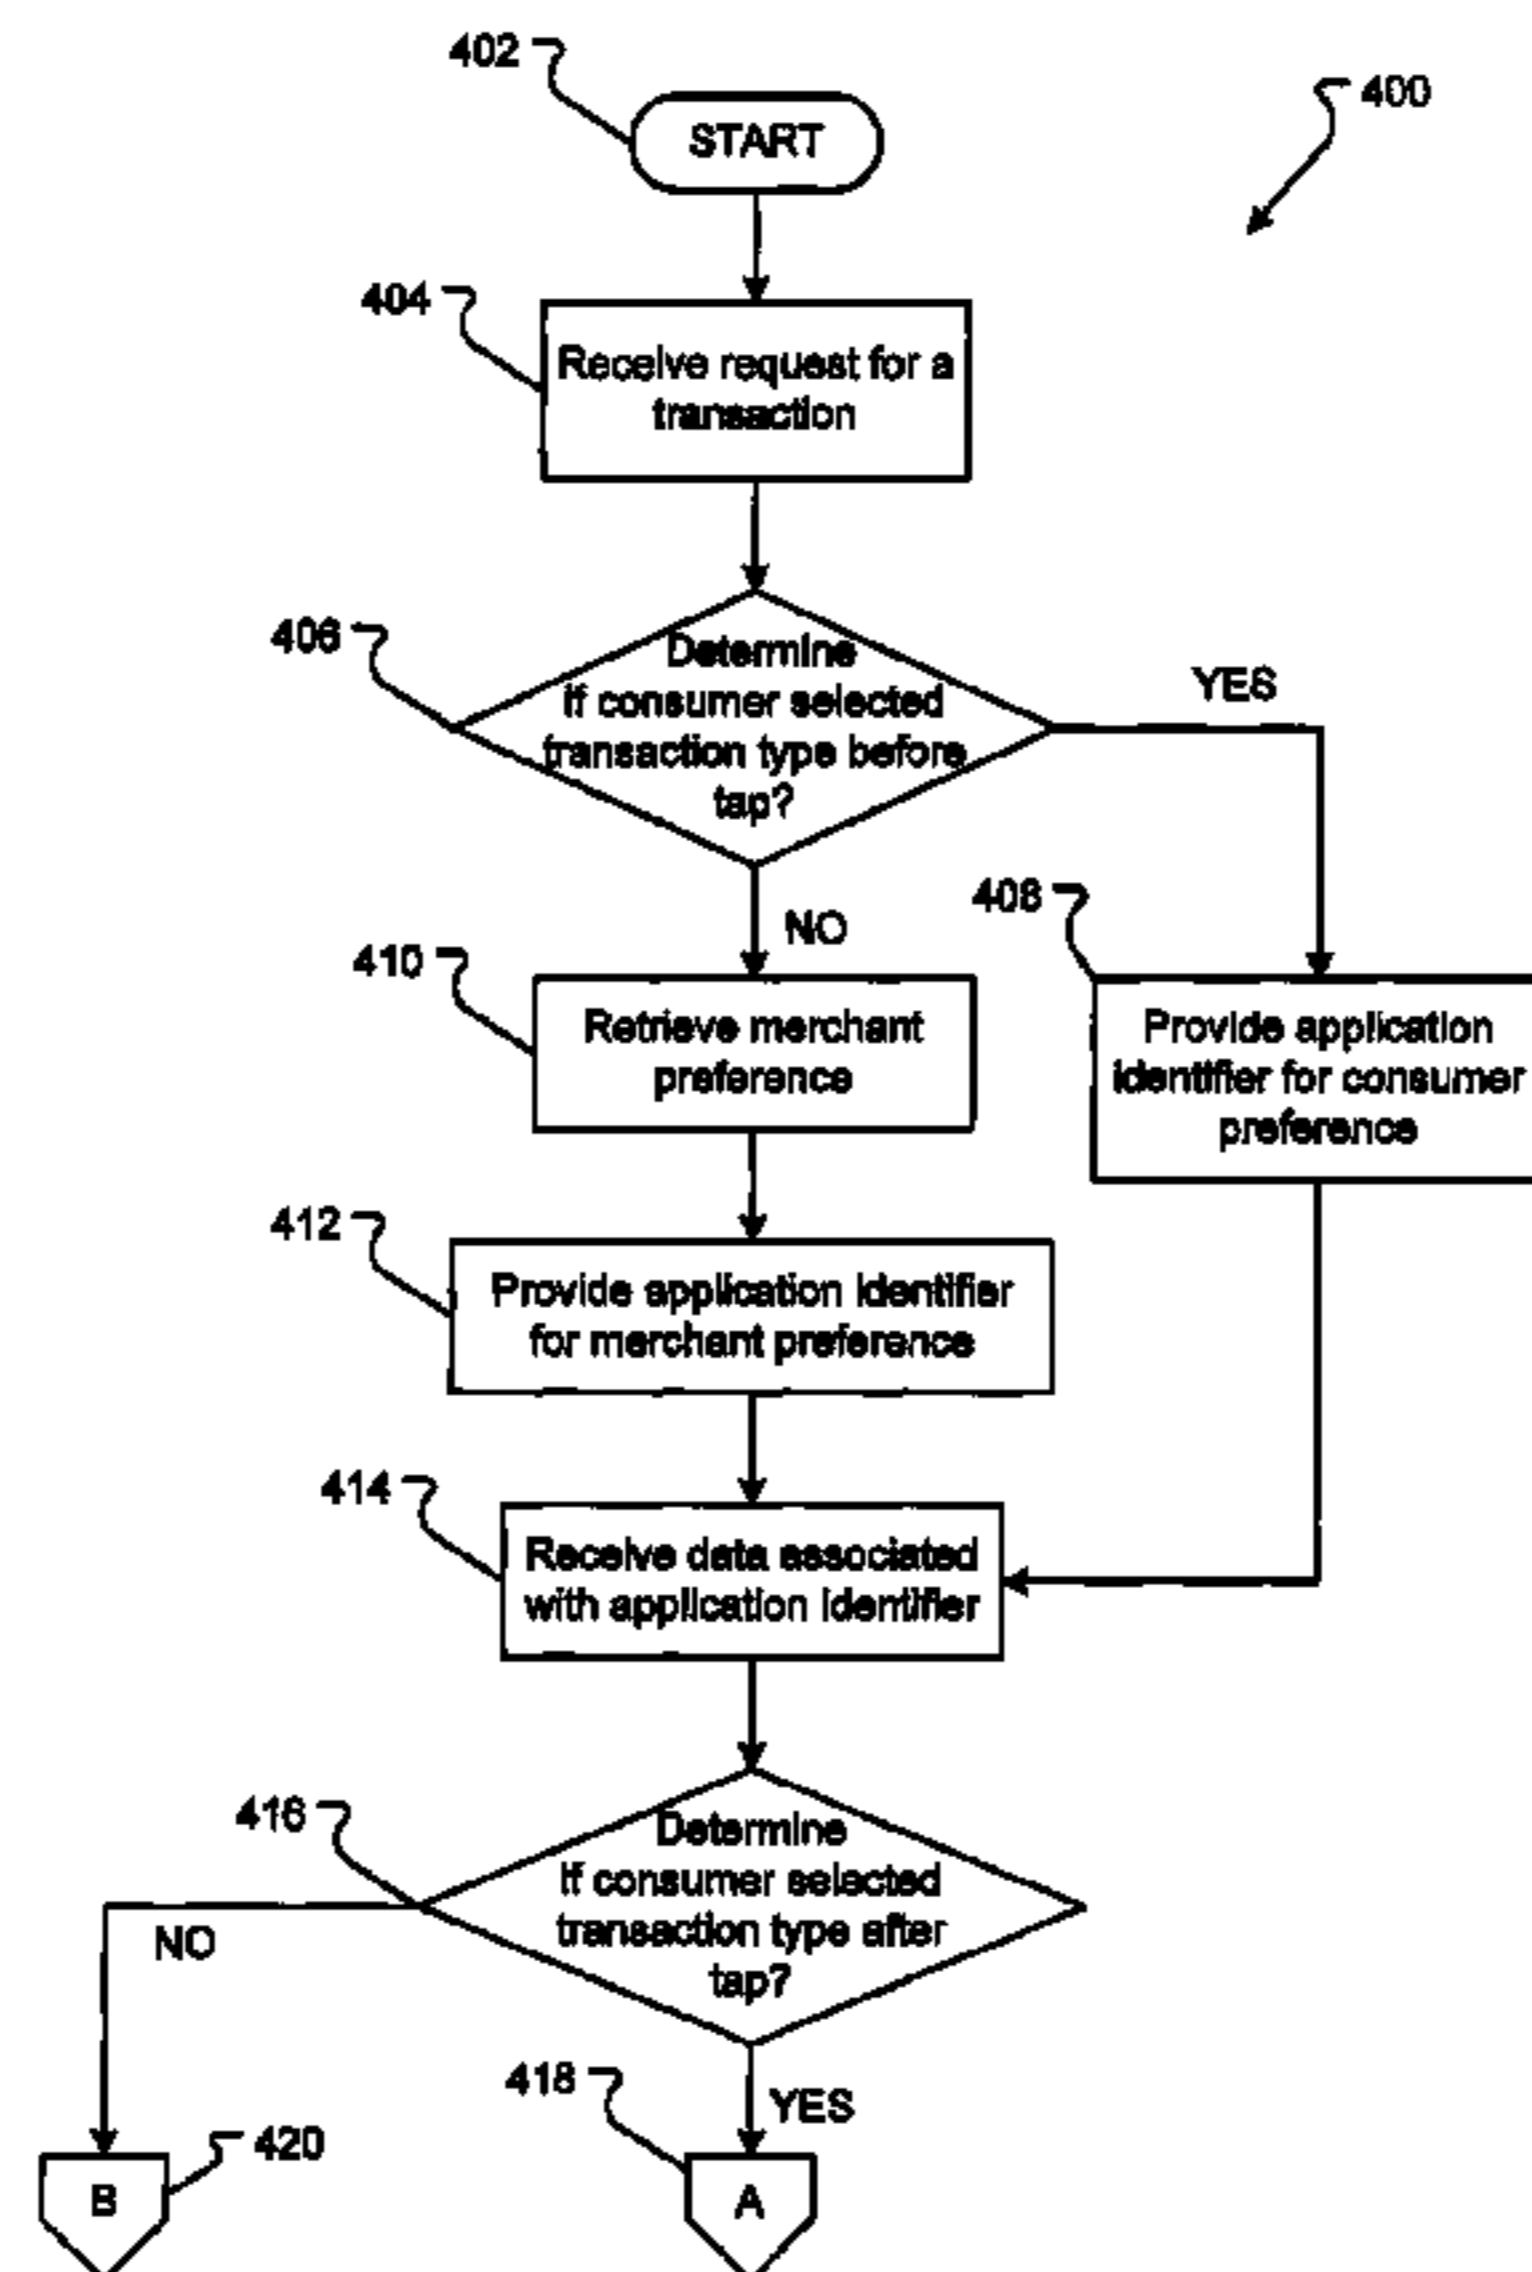 402
400
START
404
Receive request for a
transaction
406
Determine
if consumer selected
transaction type before
tap?
YES
NO
408
410
Retrieve merchant
preference
Provide application
identifier for consumer
preference
412
Provide application identifier
for merchant preference
414
Receive data associated
with application identifier
416
Determine
if consumer selected
transaction type after
tap?
NO
418
YES
420
B
A